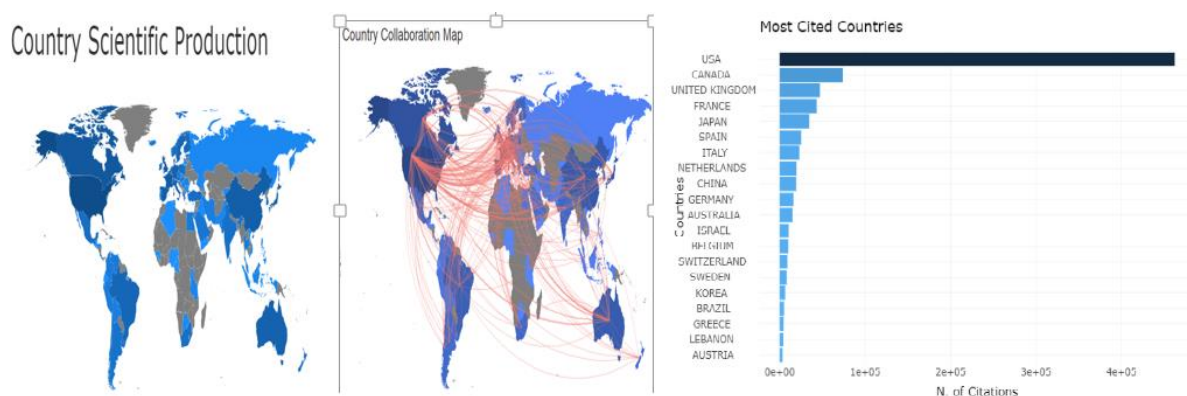 Country Scientific Production
Country Collaboration Map
Most Cited Countries
USA
CANADA
UNITED KINGDOM
FRANCE
JAPAN
SPAIN
ITALY
NETHERLANDS
CHINA
GERMANY
AUSTRALIA
ISRAEL
BELGIUM
SWITZERLAND
SWEDEN
KOREA
BRAZIL
GREECE
LEBANON
AUSTRIA
Countries
0e+00 1e+05 2e+05 3e+05 4e+05
N. of Citations